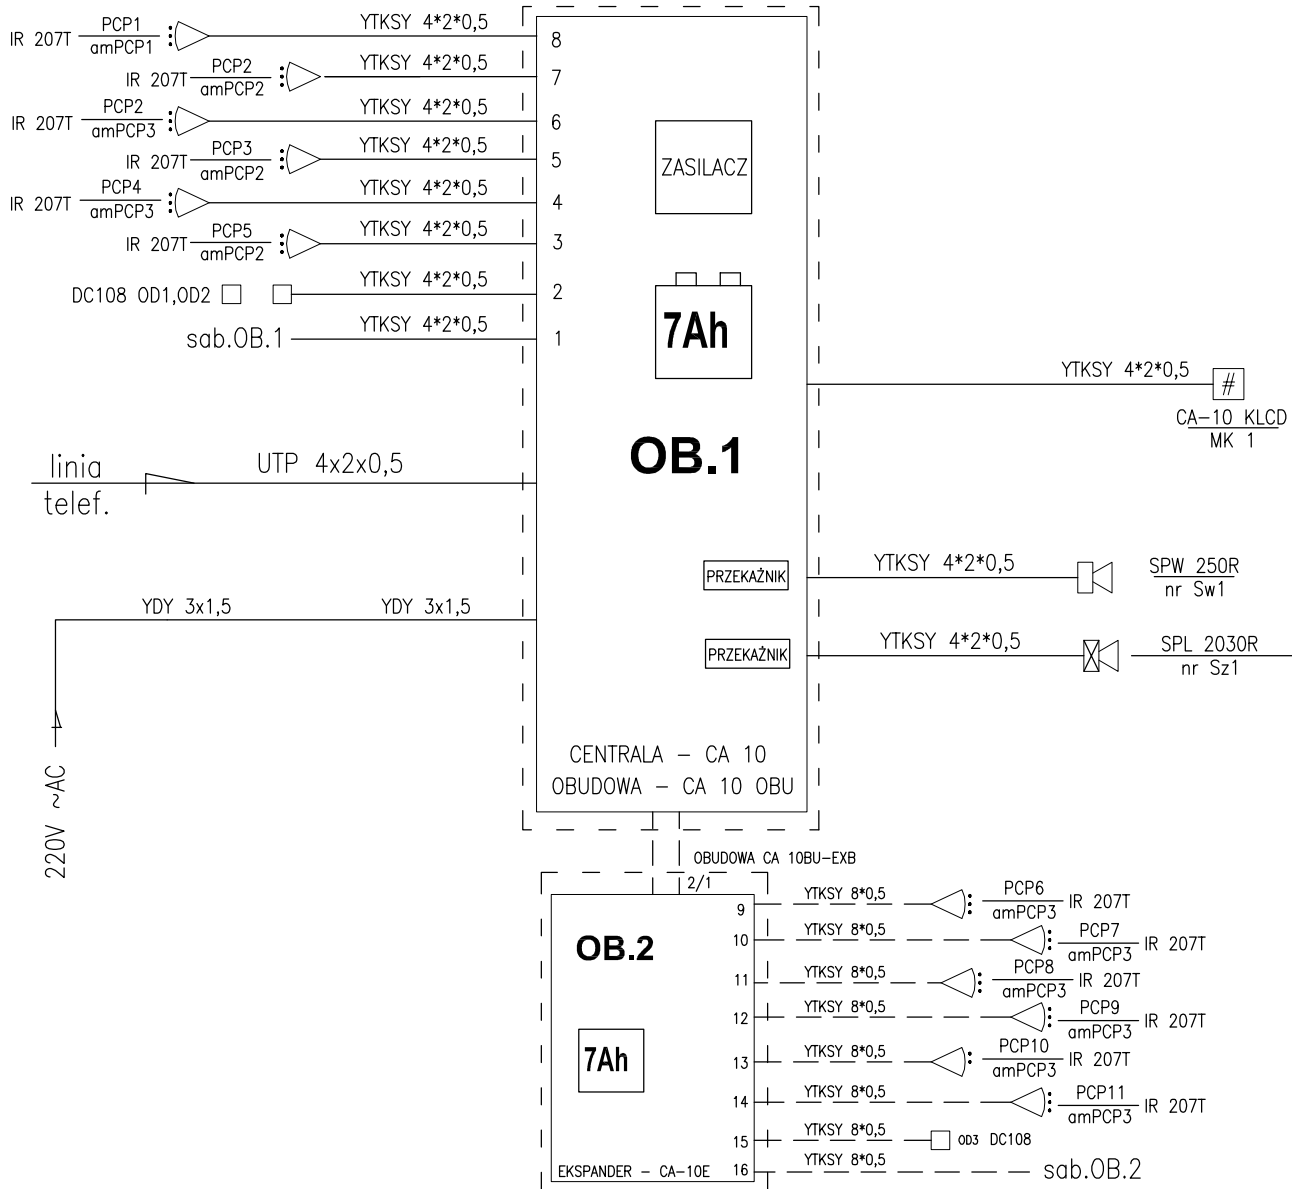 IR 207T PCP1 YTKSY 4*2*0,5 8
amPCP1
IR 207T PCP2 YTKSY 4*2*0,5 7
amPCP2
IR 207T PCP2 YTKSY 4*2*0,5 6
amPCP3
IR 207T PCP3 YTKSY 4*2*0,5 5
amPCP2
IR 207T PCP4 YTKSY 4*2*0,5 4
amPCP3
IR 207T PCP5 YTKSY 4*2*0,5 3
amPCP2
DC108 OD1,OD2 YTKSY 4*2*0,5 2
sab.OB.1 YTKSY 4*2*0,5 1
ZASILACZ
7Ah
OB.1
YTKSY 4*2*0,5 #
CA-10 KLCD
MK 1
linia UTP 4x2x0,5
telef.
PRZEKAŹNIK YTKSY 4*2*0,5 SPW 250R
nr Sw1
YDY 3x1,5 YDY 3x1,5
PRZEKAŹNIK YTKSY 4*2*0,5 SPL 2030R
nr Sz1
220V ~AC
CENTRALA - CA 10
OBUDOWA - CA 10 OBU
OBUDOWA CA 10BU-EXB
2/1
OB.2
7Ah
EKSPANDER - CA-10E
9 YTKSY 8*0,5 PCP6 IR 207T
amPCP3
10 YTKSY 8*0,5 PCP7 IR 207T
amPCP3
11 YTKSY 8*0,5 PCP8 IR 207T
amPCP3
12 YTKSY 8*0,5 PCP9 IR 207T
amPCP3
13 YTKSY 8*0,5 PCP10 IR 207T
amPCP3
14 YTKSY 8*0,5 PCP11 IR 207T
amPCP3
15 YTKSY 8*0,5 OD3 DC108
16 YTKSY 8*0,5 sab.OB.2